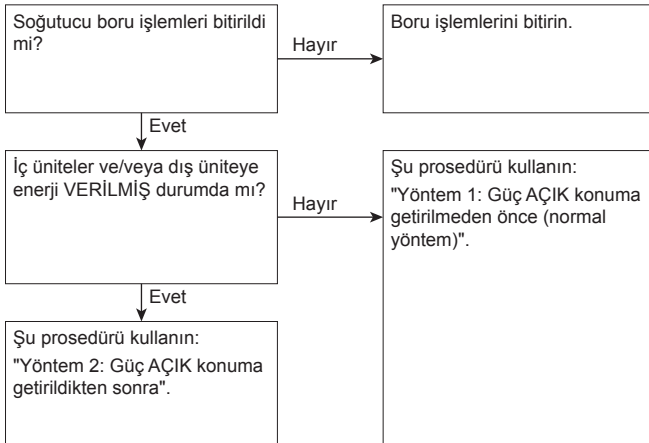 Soğutucu boru işlemleri bitirildi
mi?
Hayır
Boru işlemlerini bitirin.
Evet
İç üniteler ve/veya dış üniteye
enerji VERİLMİŞ durumda mı?
Hayır
Şu prosedürü kullanın:
"Yöntem 1: Güç AÇIK konuma
getirilmeden önce (normal
yöntem)".
Evet
Şu prosedürü kullanın:
"Yöntem 2: Güç AÇIK konuma
getirildikten sonra".